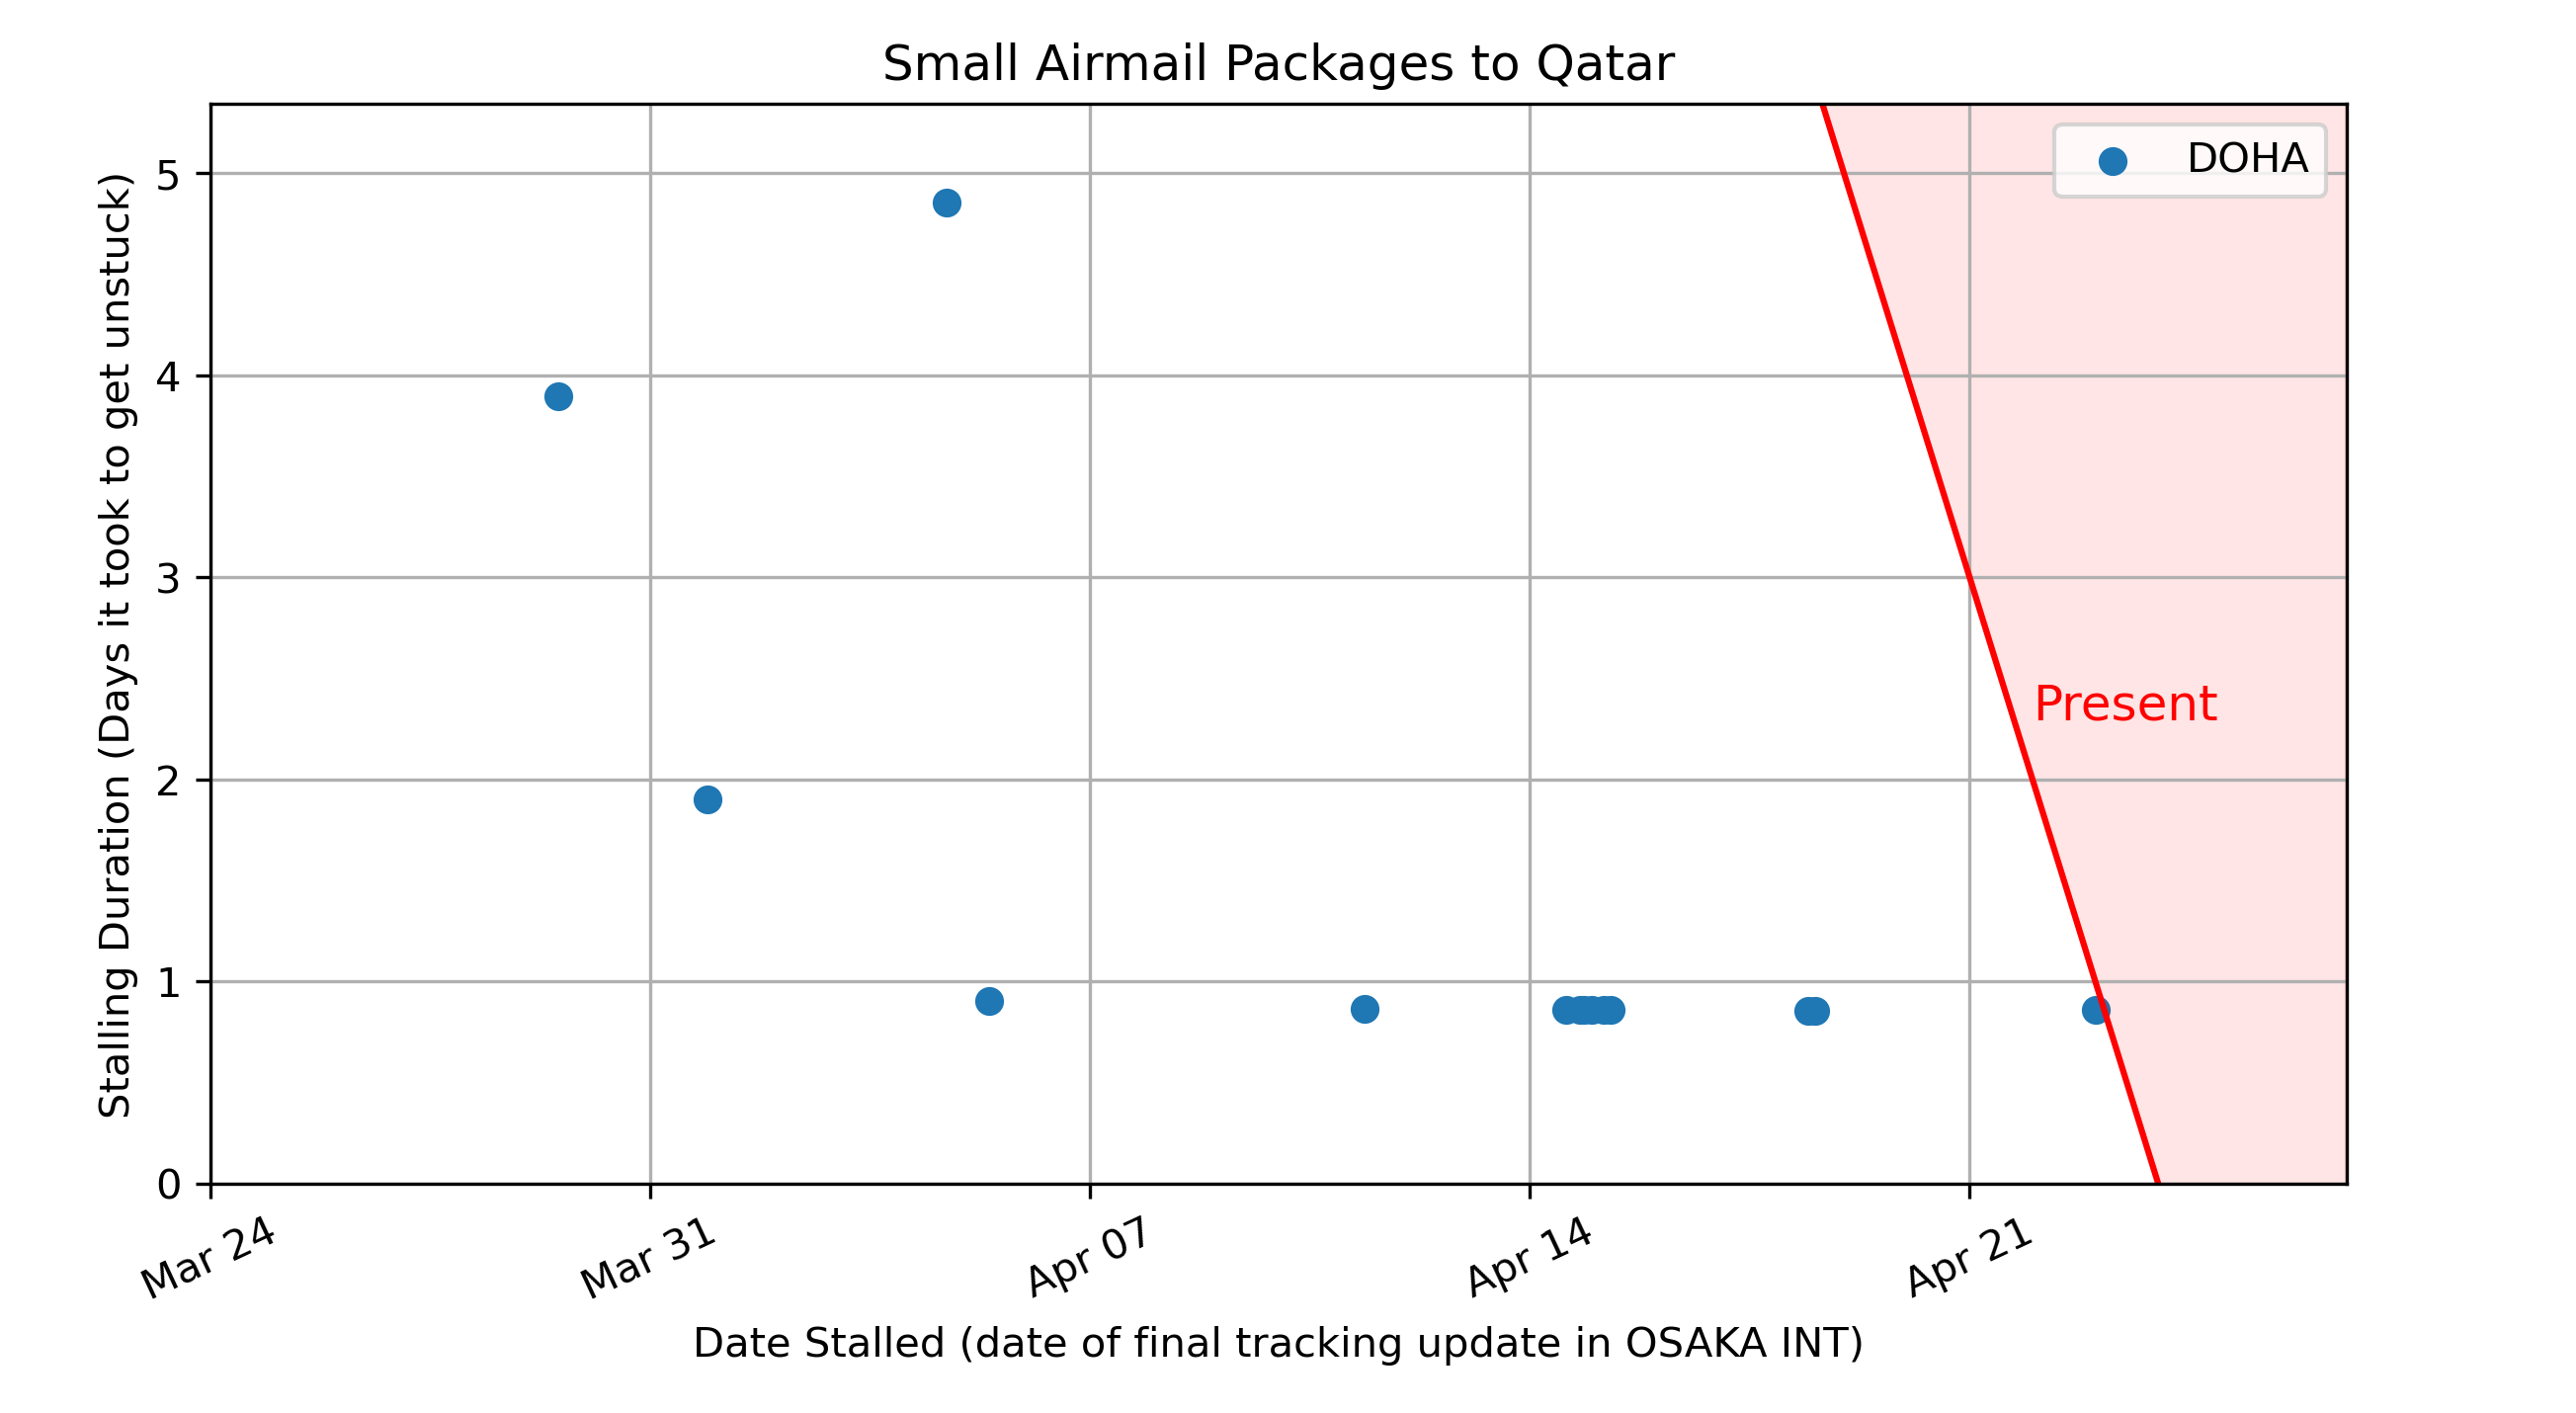 Small Airmail Packages to Qatar
DOHA
Stalling Duration (Days it took to get unstuck)
5
4
3
2
1
0
Present
Mar 24
Mar 31
Apr 07
Apr 14
Apr 21
Date Stalled (date of final tracking update in OSAKA INT)